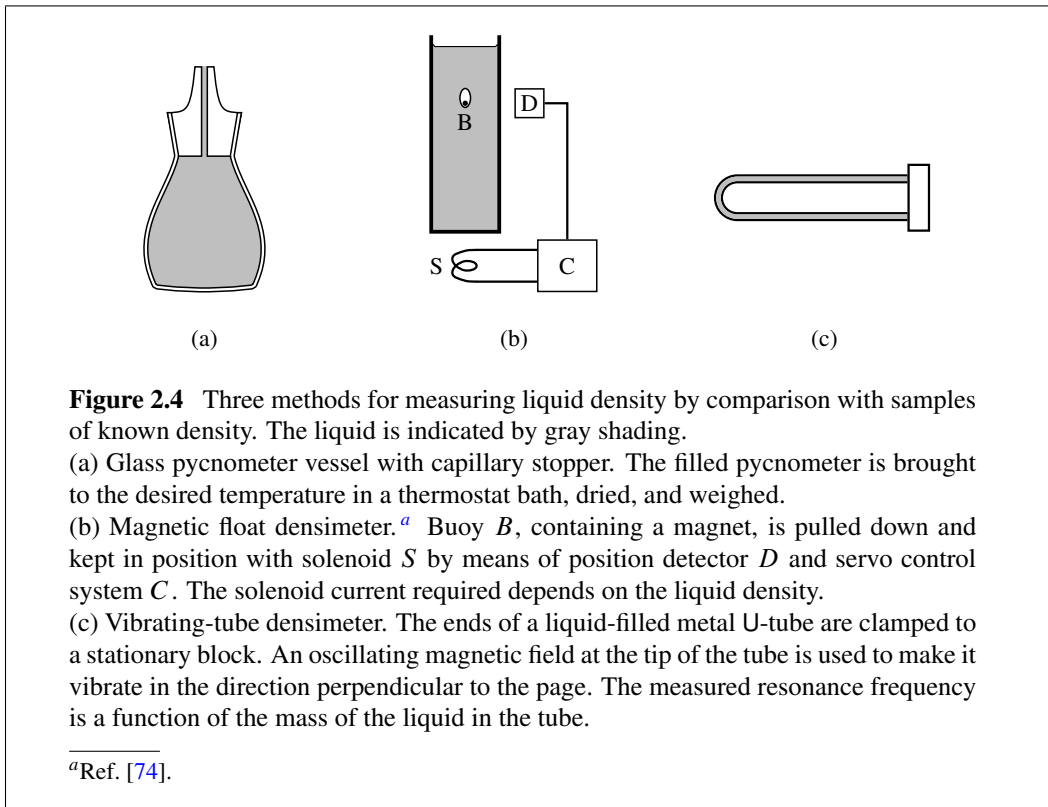 B
D
S
C
(a)
(b)
(c)
Figure 2.4 Three methods for measuring liquid density by comparison with samples
of known density. The liquid is indicated by gray shading.
(a) Glass pycnometer vessel with capillary stopper. The filled pycnometer is brought
to the desired temperature in a thermostat bath, dried, and weighed.
(b) Magnetic float densimeter.a Buoy B, containing a magnet, is pulled down and
kept in position with solenoid S by means of position detector D and servo control
system C. The solenoid current required depends on the liquid density.
(c) Vibrating-tube densimeter. The ends of a liquid-filled metal U-tube are clamped to
a stationary block. An oscillating magnetic field at the tip of the tube is used to make it
vibrate in the direction perpendicular to the page. The measured resonance frequency
is a function of the mass of the liquid in the tube.
aRef. [74].